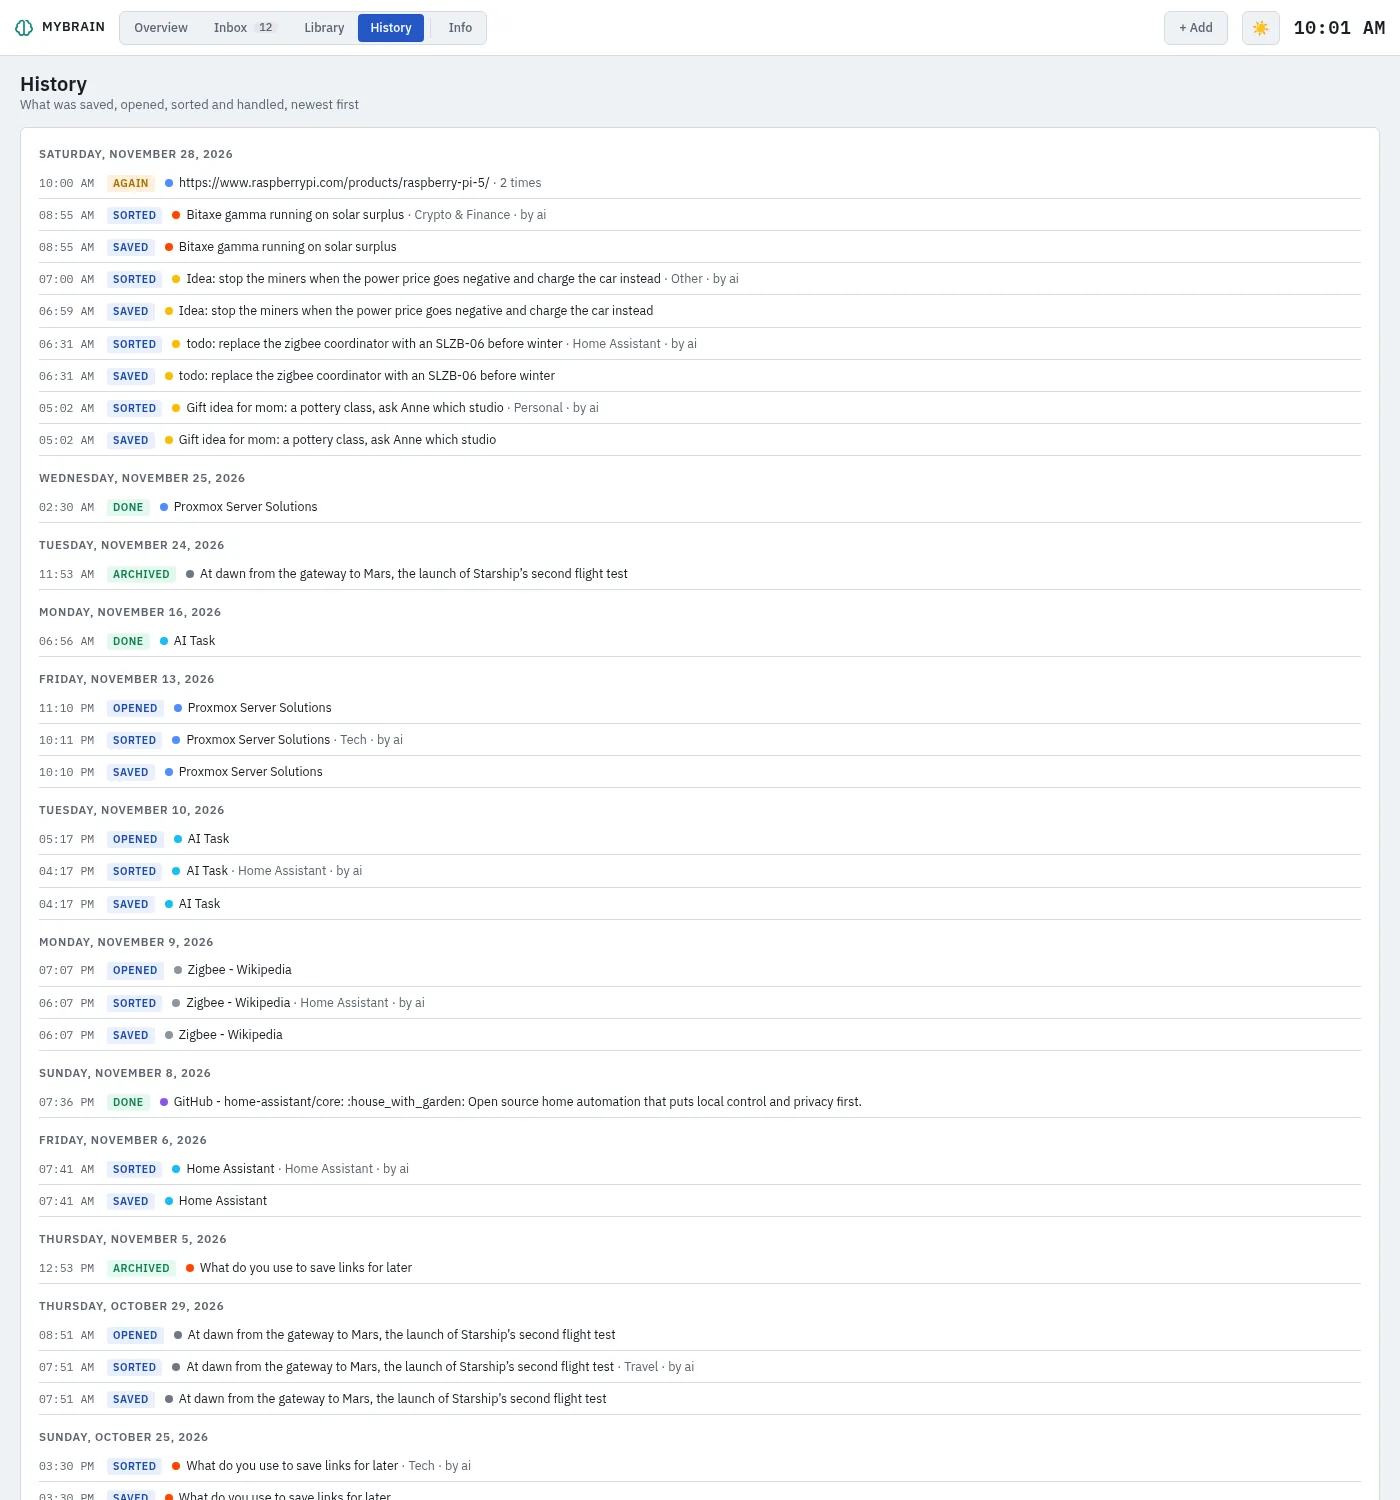 MYBRAIN Overview Inbox 12 Library History Info + Add 10:01 AM
History
What was saved, opened, sorted and handled, newest first
SATURDAY, NOVEMBER 28, 2026
10:00 AM AGAIN https://www.raspberrypi.com/products/raspberry-pi-5/ · 2 times
08:55 AM SORTED Bitaxe gamma running on solar surplus · Crypto & Finance · by ai
08:55 AM SAVED Bitaxe gamma running on solar surplus
07:00 AM SORTED Idea: stop the miners when the power price goes negative and charge the car instead · Other · by ai
06:59 AM SAVED Idea: stop the miners when the power price goes negative and charge the car instead
06:31 AM SORTED todo: replace the zigbee coordinator with an SLZB-06 before winter · Home Assistant · by ai
06:31 AM SAVED todo: replace the zigbee coordinator with an SLZB-06 before winter
05:02 AM SORTED Gift idea for mom: a pottery class, ask Anne which studio · Personal · by ai
05:02 AM SAVED Gift idea for mom: a pottery class, ask Anne which studio
WEDNESDAY, NOVEMBER 25, 2026
02:30 AM DONE Proxmox Server Solutions
TUESDAY, NOVEMBER 24, 2026
11:53 AM ARCHIVED At dawn from the gateway to Mars, the launch of Starship’s second flight test
MONDAY, NOVEMBER 16, 2026
06:56 AM DONE AI Task
FRIDAY, NOVEMBER 13, 2026
11:10 PM OPENED Proxmox Server Solutions
10:11 PM SORTED Proxmox Server Solutions · Tech · by ai
10:10 PM SAVED Proxmox Server Solutions
TUESDAY, NOVEMBER 10, 2026
05:17 PM OPENED AI Task
04:17 PM SORTED AI Task · Home Assistant · by ai
04:17 PM SAVED AI Task
MONDAY, NOVEMBER 9, 2026
07:07 PM OPENED Zigbee - Wikipedia
06:07 PM SORTED Zigbee - Wikipedia · Home Assistant · by ai
06:07 PM SAVED Zigbee - Wikipedia
SUNDAY, NOVEMBER 8, 2026
07:36 PM DONE GitHub - home-assistant/core: :house_with_garden: Open source home automation that puts local control and privacy first.
FRIDAY, NOVEMBER 6, 2026
07:41 AM SORTED Home Assistant · Home Assistant · by ai
07:41 AM SAVED Home Assistant
THURSDAY, NOVEMBER 5, 2026
12:53 PM ARCHIVED What do you use to save links for later
THURSDAY, OCTOBER 29, 2026
08:51 AM OPENED At dawn from the gateway to Mars, the launch of Starship’s second flight test
07:51 AM SORTED At dawn from the gateway to Mars, the launch of Starship’s second flight test · Travel · by ai
07:51 AM SAVED At dawn from the gateway to Mars, the launch of Starship’s second flight test
SUNDAY, OCTOBER 25, 2026
03:30 PM SORTED What do you use to save links for later · Tech · by ai
03:30 PM SAVED What do you use to save links for later